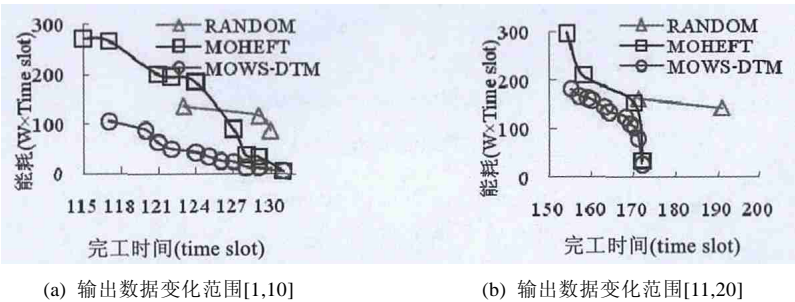 RANDOM
MOHEFT
MOWS-DTM
能耗(W×Time slot)
300
200
100
0
115 118 121 124 127 130
完工时间(time slot)
(a) 输出数据变化范围[1,10]
RANDOM
MOHEFT
MOWS-DTM
能耗(W×Time slot)
300
200
100
0
150 160 170 180 190 200
完工时间(time slot)
(b) 输出数据变化范围[11,20]